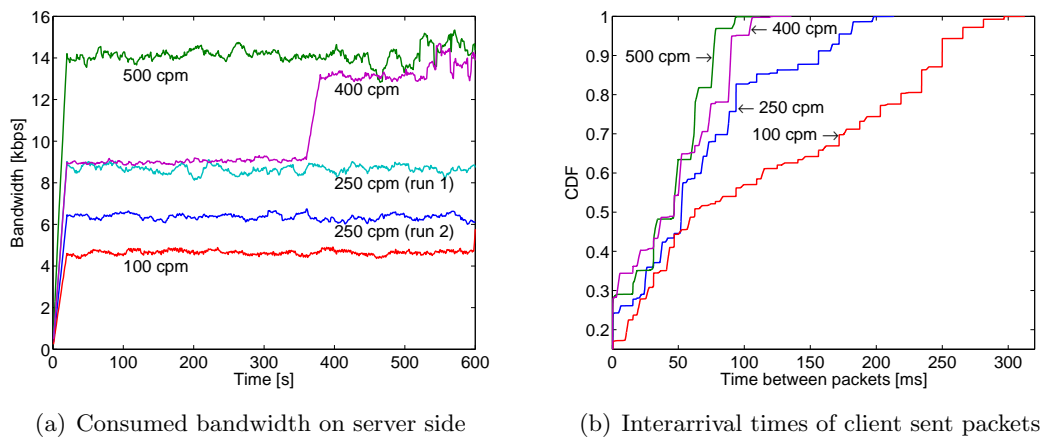 16
14
12
10
8
6
4
2
0
Bandwidth [kbps]
500 cpm
400 cpm
250 cpm (run 1)
250 cpm (run 2)
100 cpm
100
200
300
400
500
600
Time [s]
(a) Consumed bandwidth on server side
1
0.9
0.8
0.7
0.6
0.5
0.4
0.3
0.2
CDF
500 cpm
400 cpm
250 cpm
100 cpm
0
50
100
150
200
250
300
Time between packets [ms]
(b) Interarrival times of client sent packets